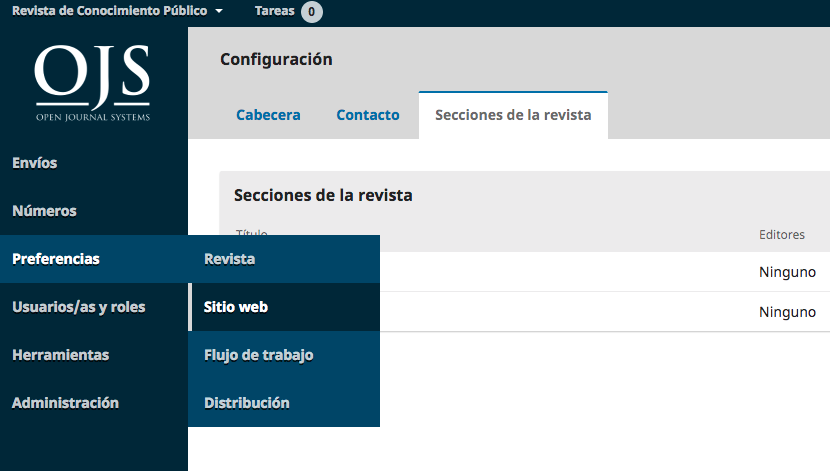 Revista de Conocimiento Público
Tareas 0
OJS
OPEN JOURNAL SYSTEMS
Envíos
Números
Preferencias
Usuarios/as y roles
Herramientas
Administración
Revista
Sitio web
Flujo de trabajo
Distribución
Configuración
Cabecera Contacto Secciones de la revista
Secciones de la revista
Título Editores
Ninguno
Ninguno